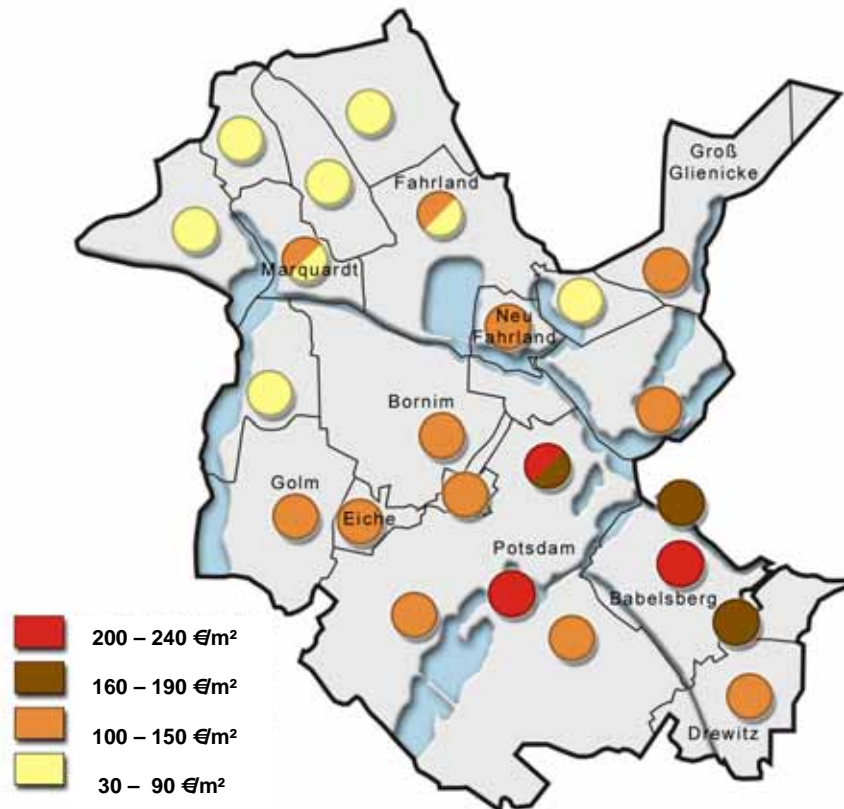 Groß
Glienicke
Fahrland
Marquardt
Neu
Fahrland
Bornim
Golm
Eiche
Potsdam
Babelsberg
Drewitz
200 – 240 €/m²
160 – 190 €/m²
100 – 150 €/m²
30 – 90 €/m²